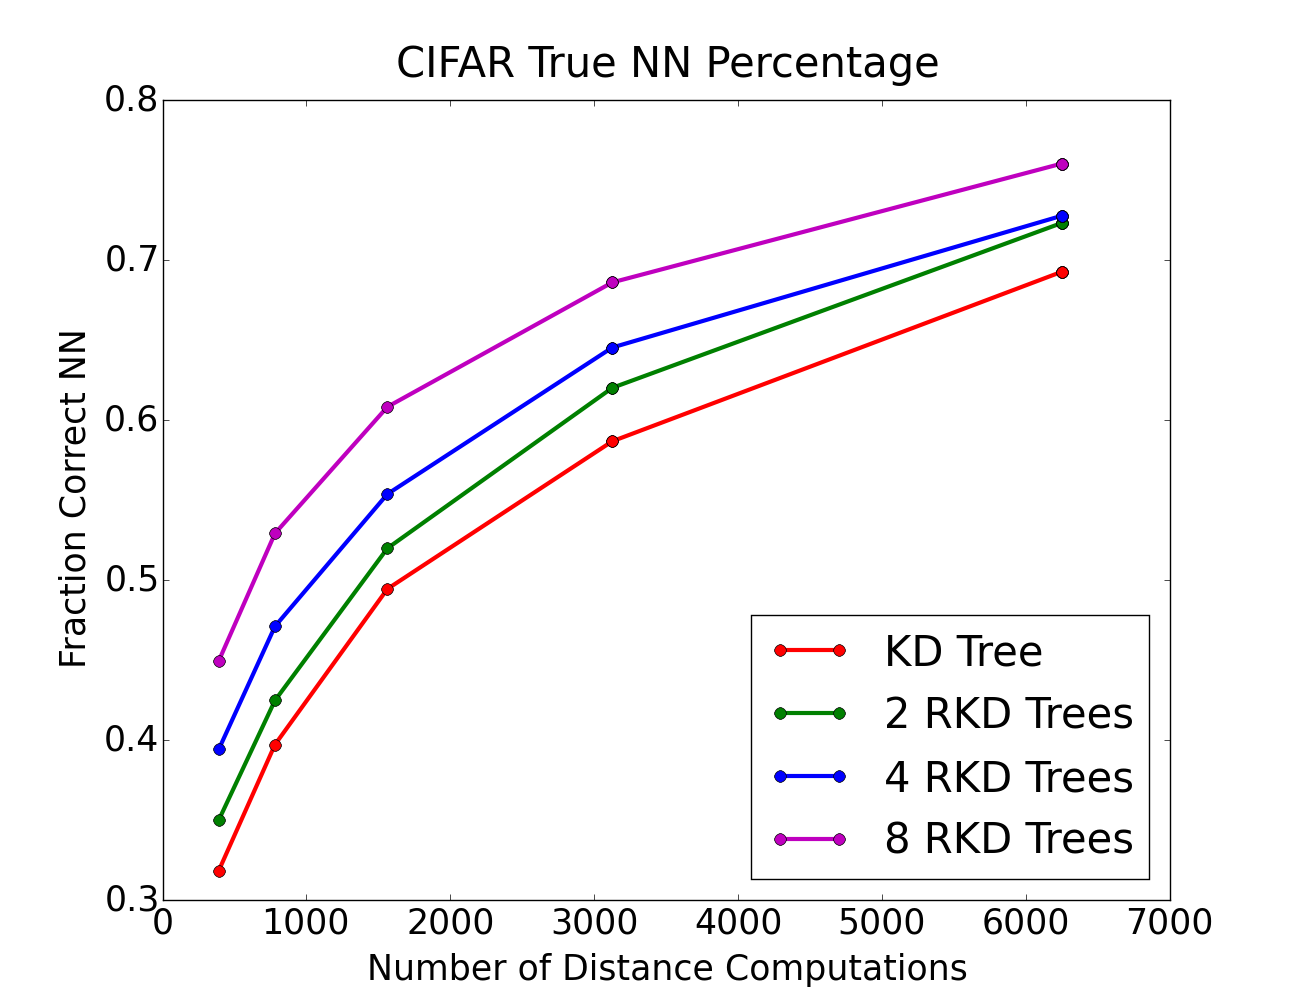 CIFAR True NN Percentage
0.8
0.7
0.6
0.5
0.4
0.3
Fraction Correct NN
KD Tree
2 RKD Trees
4 RKD Trees
8 RKD Trees
0 1000 2000 3000 4000 5000 6000 7000
Number of Distance Computations